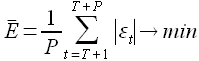 Ē = 1/P ∑_{t=T+1}^{T+P} |ε_t| → min